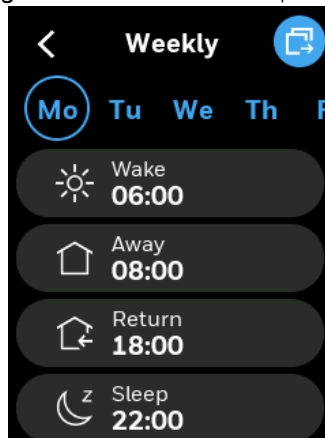 Weekly
Mo Tu We Th F
Wake
06:00
Away
08:00
Return
18:00
z
Sleep
22:00